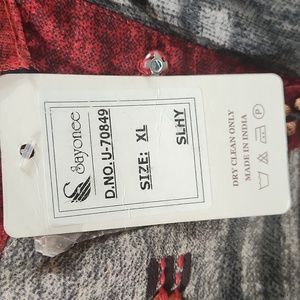 Sayonee
D.NO. U-70849
SIZE: XL
SLHY
DRY CLEAN ONLY
MADE IN INDIA
P